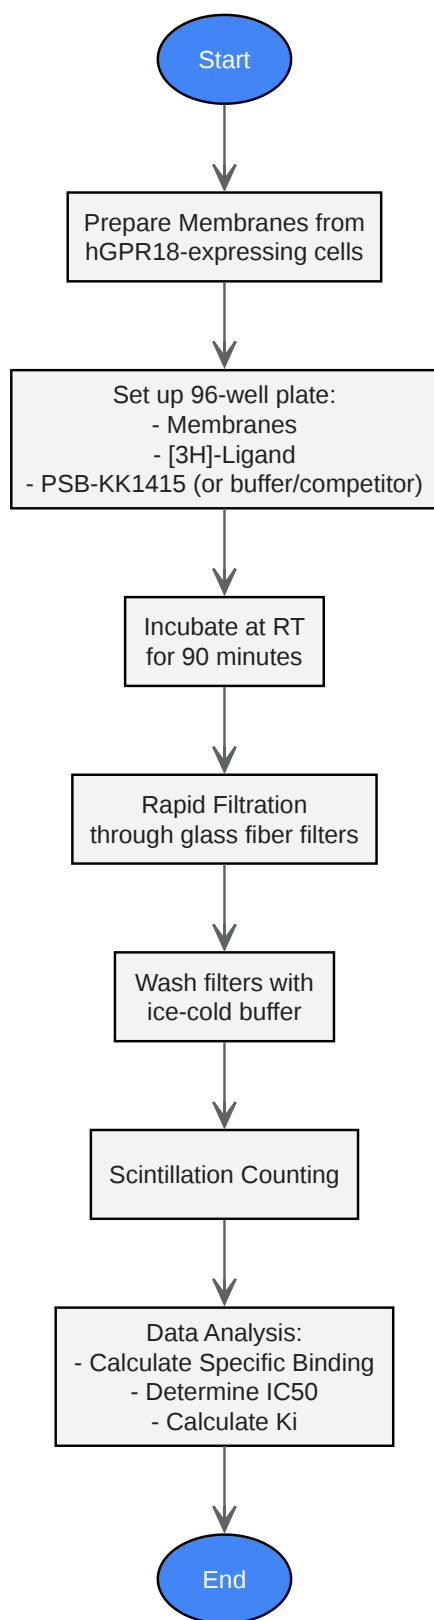 Start
Prepare Membranes from
hGPR18-expressing cells
Set up 96-well plate:
- Membranes
- [3H]-Ligand
- PSB-KK1415 (or buffer/competitor)
Incubate at RT
for 90 minutes
Rapid Filtration
through glass fiber filters
Wash filters with
ice-cold buffer
Scintillation Counting
Data Analysis:
- Calculate Specific Binding
- Determine IC50
- Calculate Ki
End